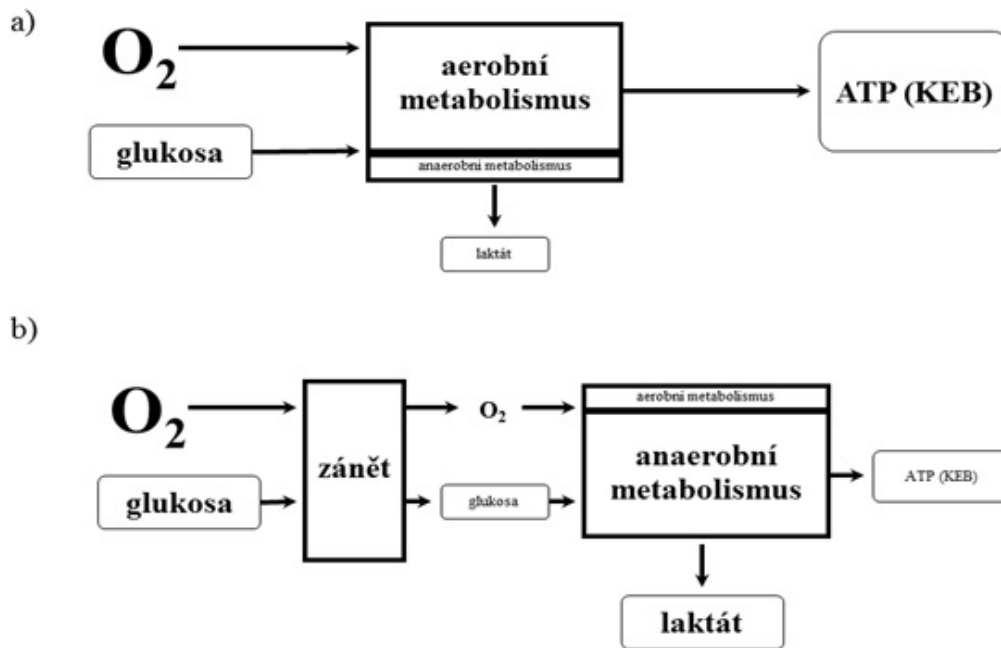 a)
O₂
aerobní
metabolismus
ATP (KEB)
glukosa
anaerobní metabolismus
laktát
b)
O₂
zánět
O₂
aerobní metabolismus
anaerobní
metabolismus
ATP (KEB)
glukosa
glukosa
laktát